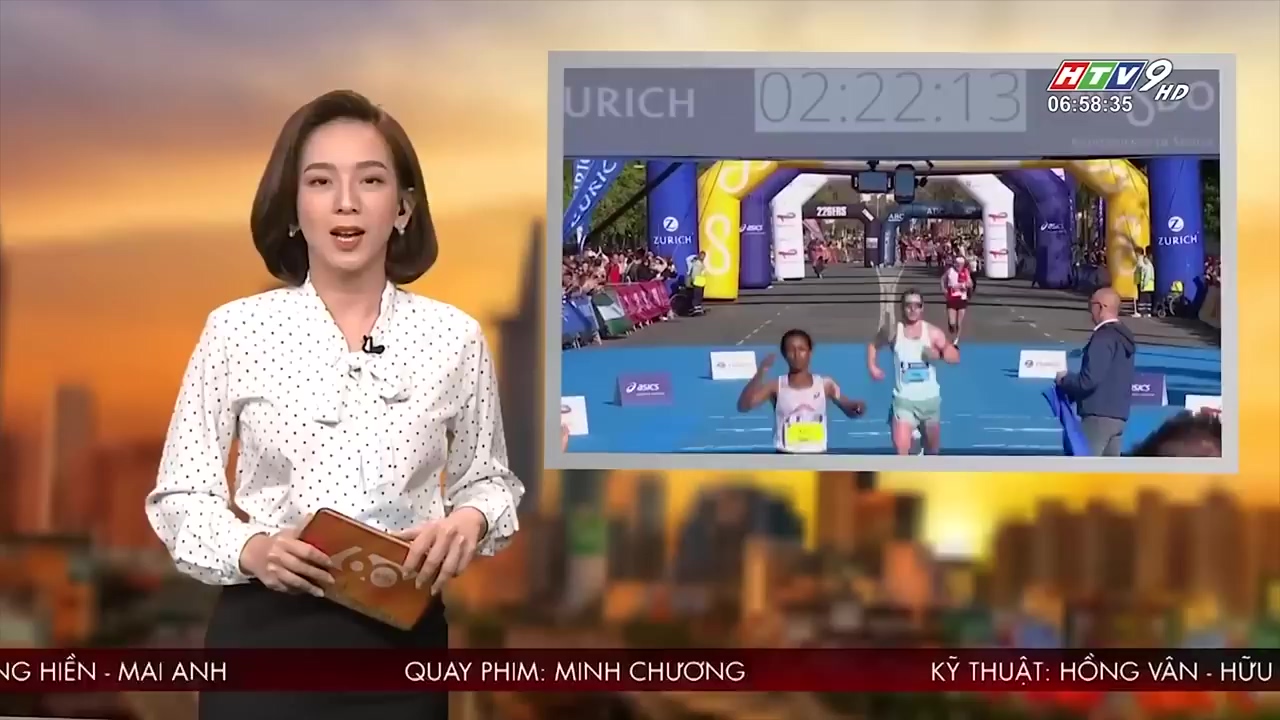 HTV9 HD
06:58:35
URICH
02:22:13
ZURICH
ZURICH
226ERS
asics
asics
NG HIỀN - MAI ANH
QUAY PHIM: MINH CHƯƠNG
KỸ THUẬT: HỒNG VÂN - HỮU